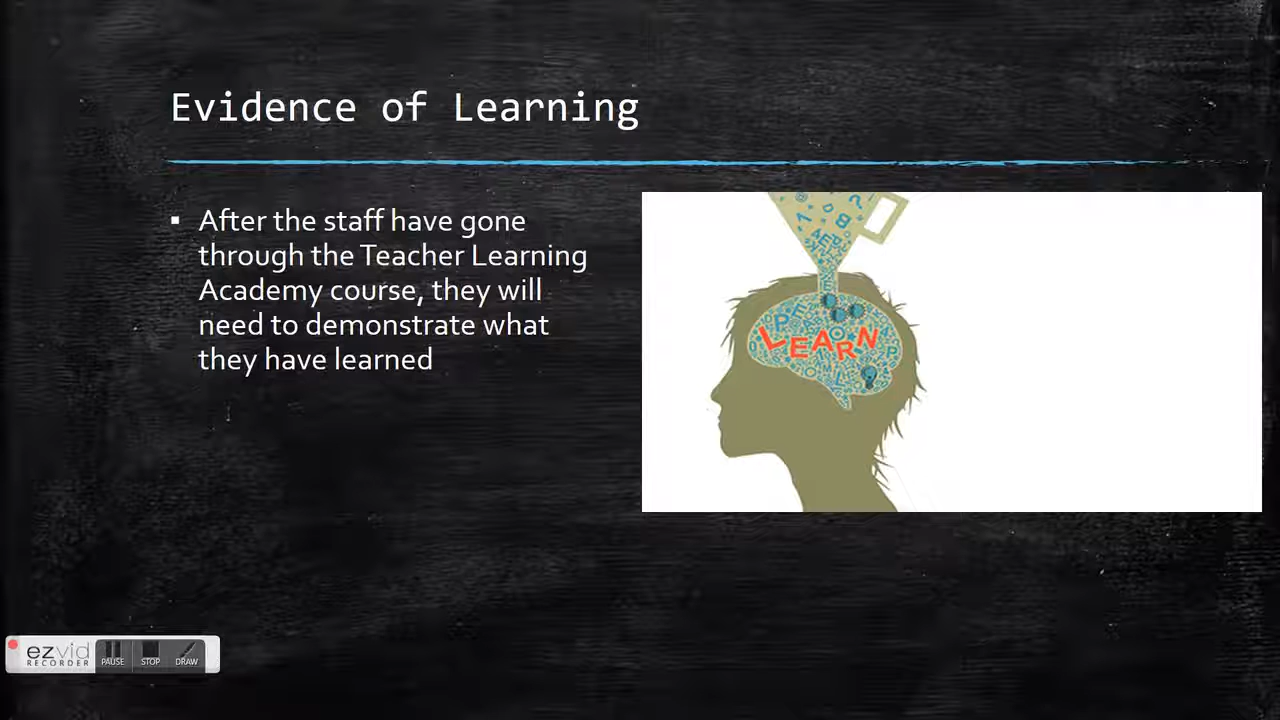 Evidence of Learning
▪ After the staff have gone
through the Teacher Learning
Academy course, they will
need to demonstrate what
they have learned
LEARN
ezvid
RECORDER
PAUSE
STOP
DRAW